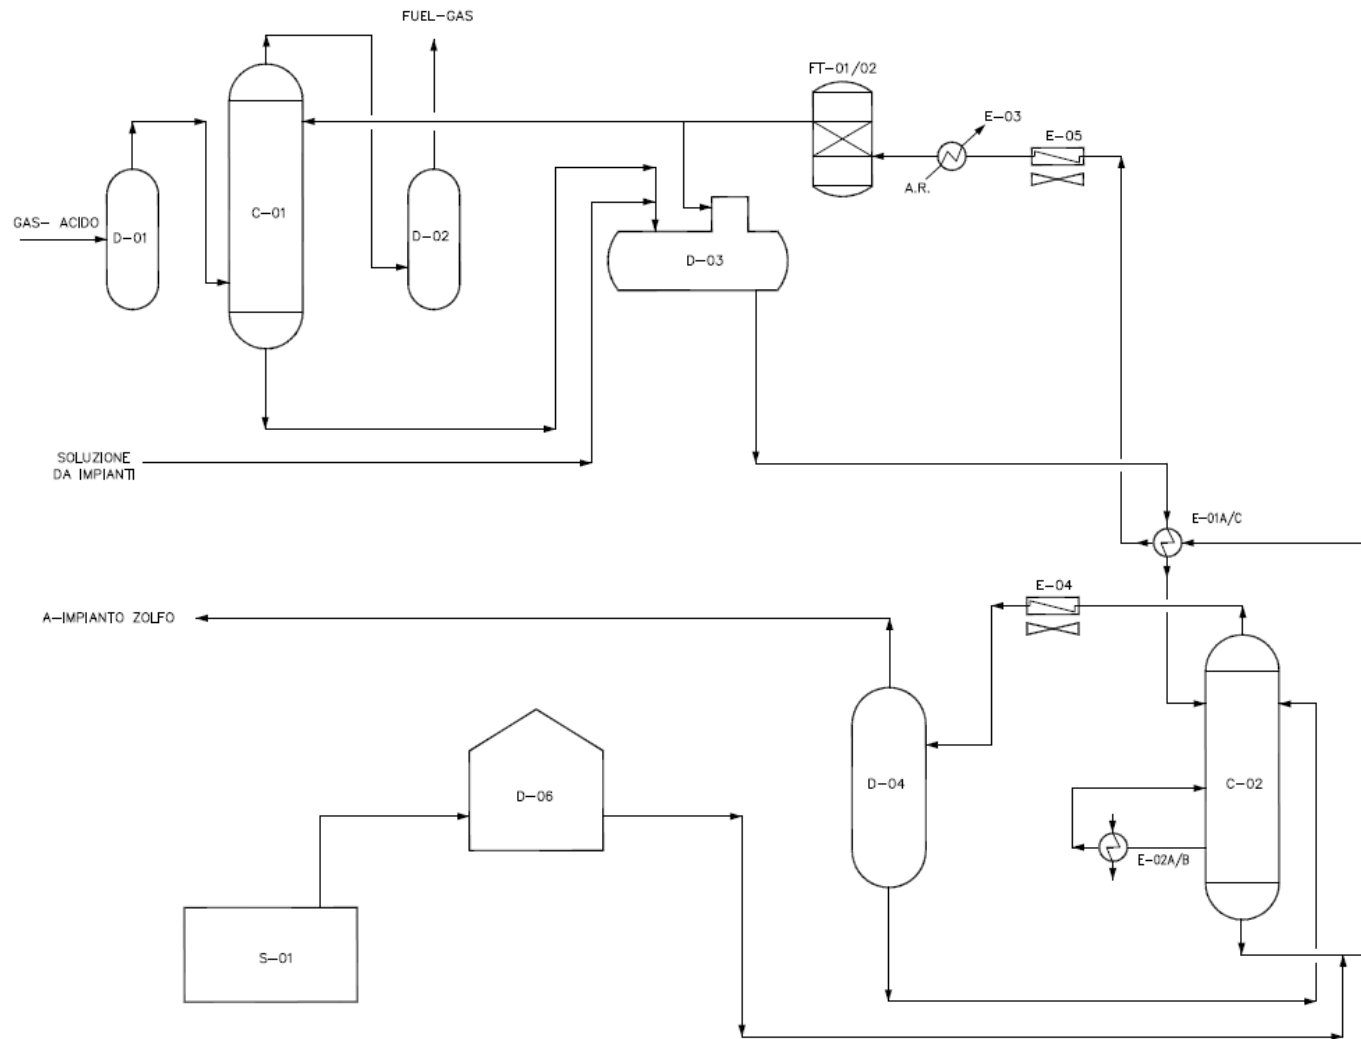 FUEL-GAS
FT-01/02
E-03
E-05
A.R.
C-01
GAS- ACIDO
D-01
D-02
D-03
SOLUZIONE
DA IMPIANTI
E-01A/C
E-04
A-IMPIANTO ZOLFO
D-04
C-02
D-06
E-02A/B
S-01